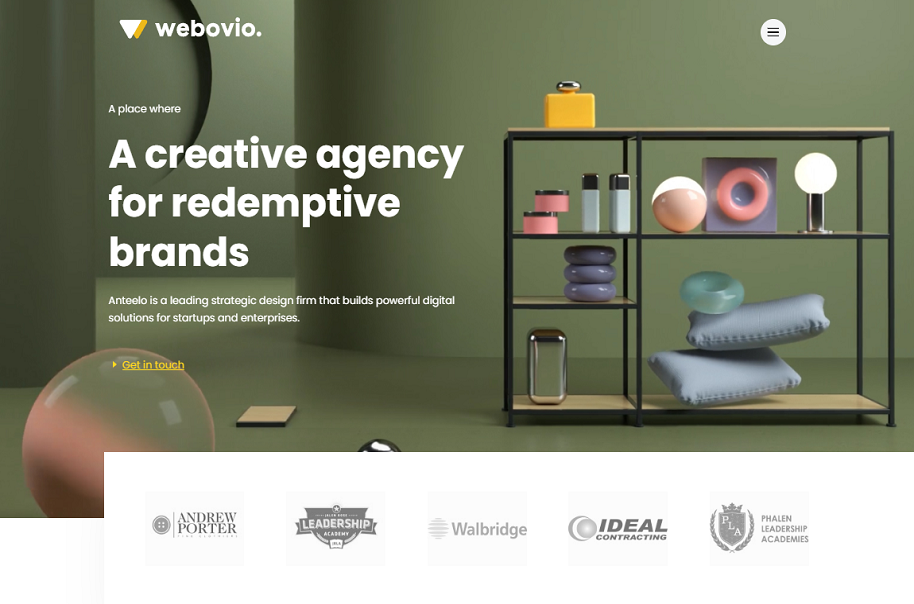 webovio.
A place where
A creative agency
for redemptive
brands
Anteelo is a leading strategic design firm that builds powerful digital
solutions for startups and enterprises.
Get in touch
ANDREW
PORTER
LEADERSHIP
ACADEMY
Walbridge
IDEAL
CONTRACTING
PLA
PHALEN
LEADERSHIP
ACADEMIES